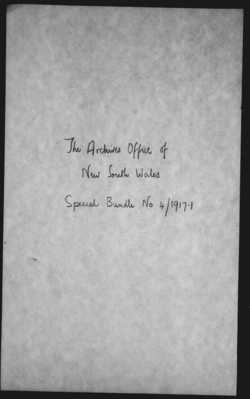 The Archives Office of
New South Wales
Special Bundle No 4/1917.1